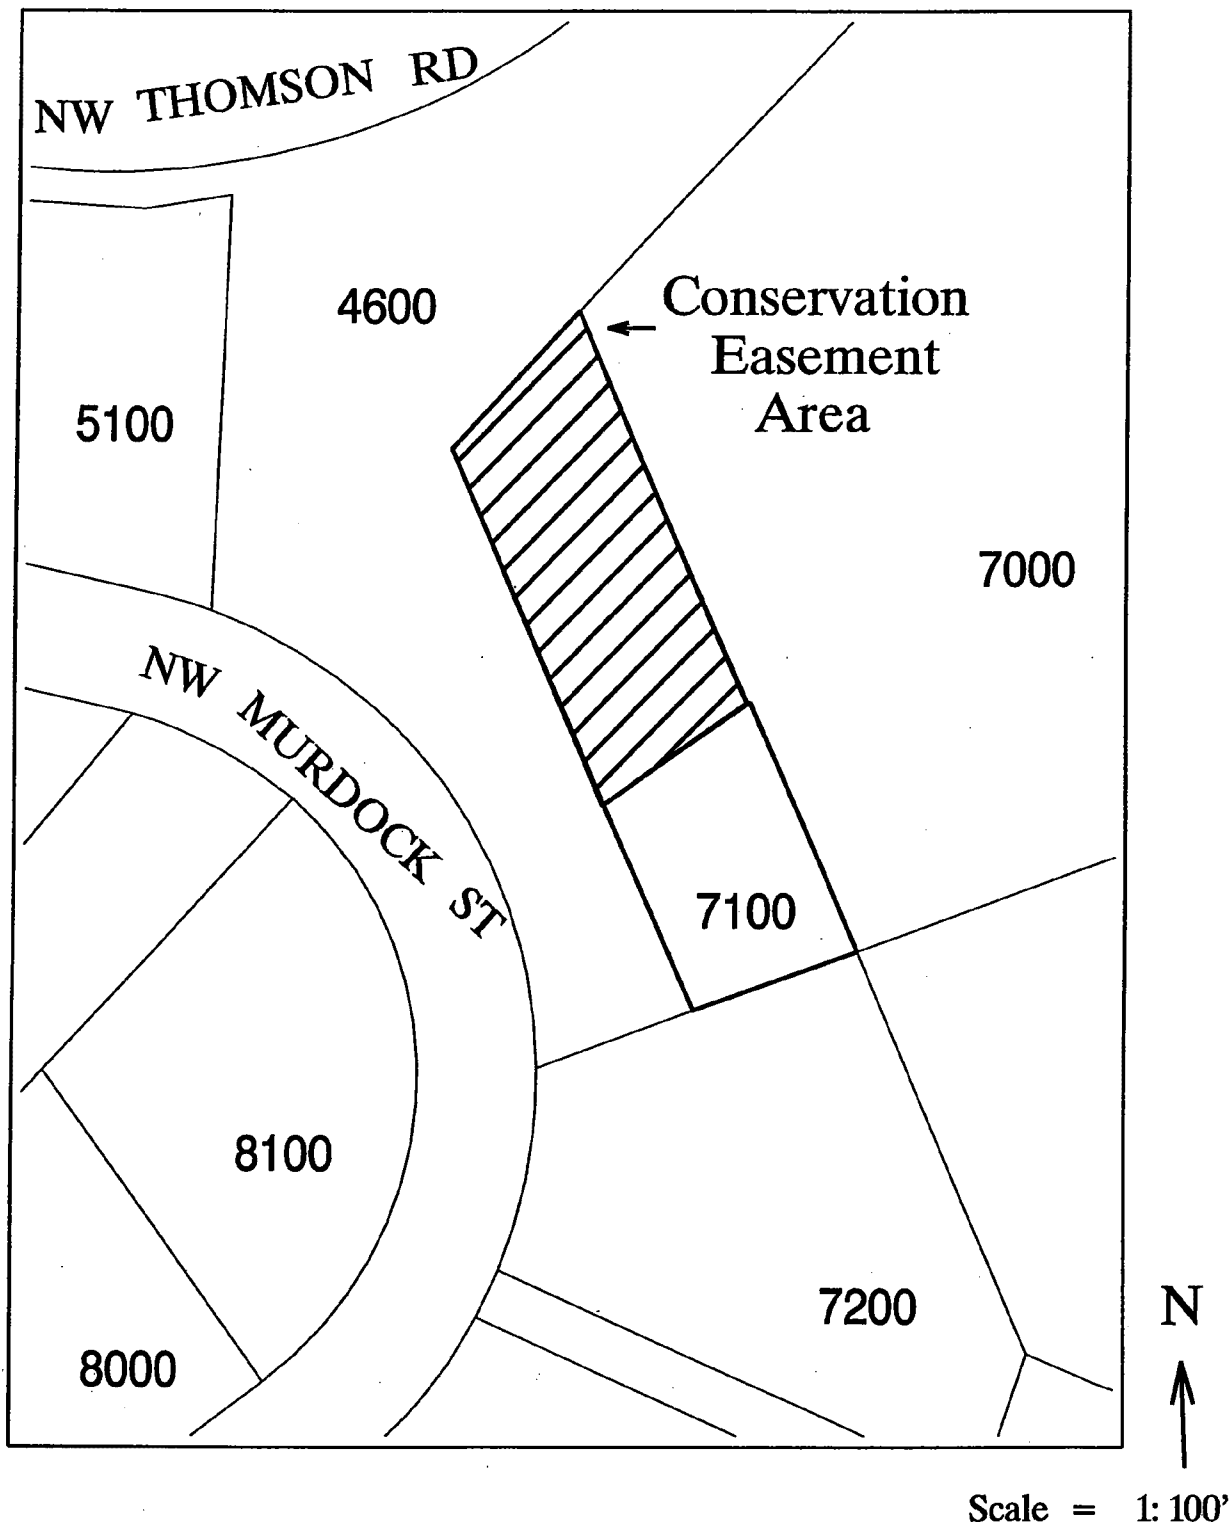 NW THOMSON RD
4600
Conservation
Easement
Area
5100
7000
NW MURDOCK ST
7100
8100
7200
8000
N
Scale = 1: 100'